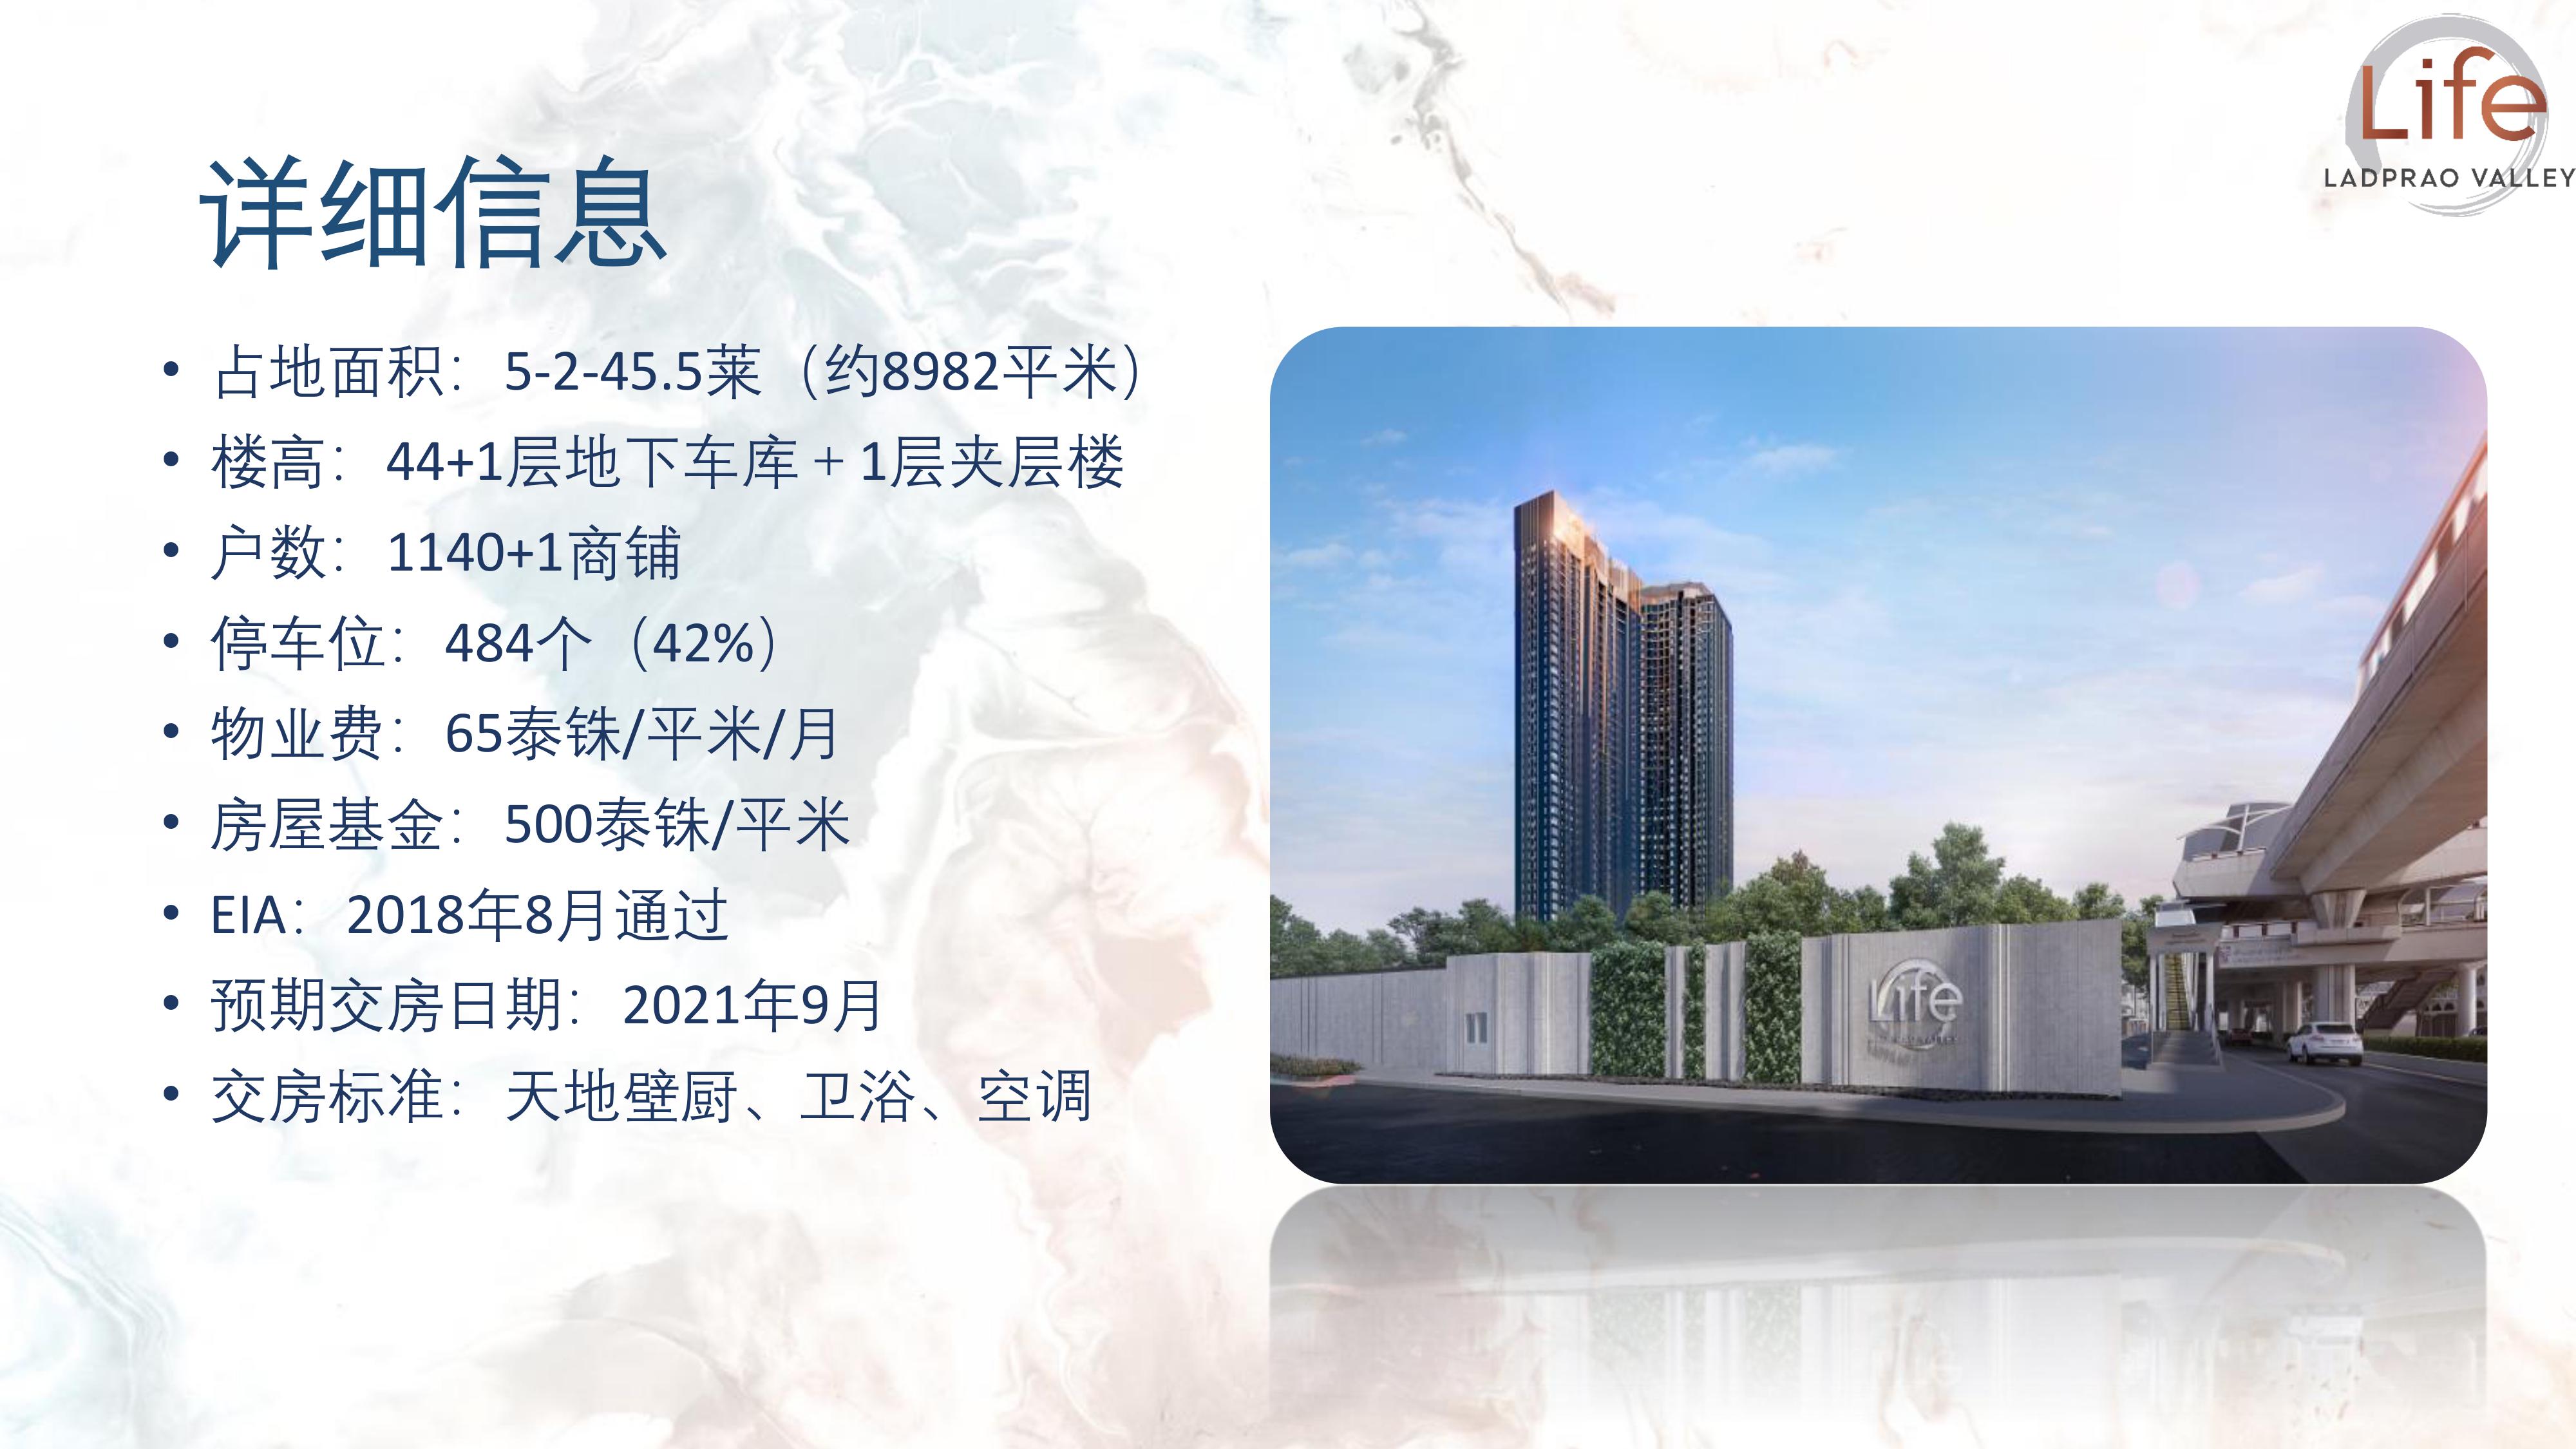 Life
LADPRAO VALLEY
详细信息
• 占地面积：5-2-45.5莱（约8982平米）
• 楼高：44+1层地下车库 + 1层夹层楼
• 户数：1140+1商铺
• 停车位：484个（42%）
• 物业费：65泰铢/平米/月
• 房屋基金：500泰铢/平米
• EIA：2018年8月通过
• 预期交房日期：2021年9月
• 交房标准：天地壁厨、卫浴、空调
Life